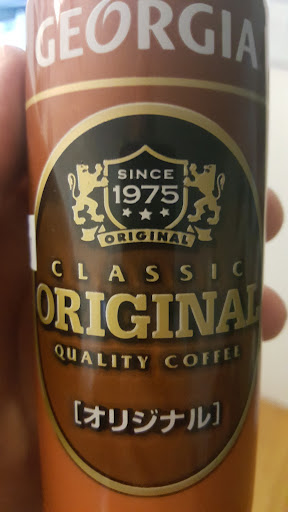 GEORGIA
SINCE
1975
ORIGINAL
CLASSIC
ORIGINAL
QUALITY COFFEE
[オリジナル]